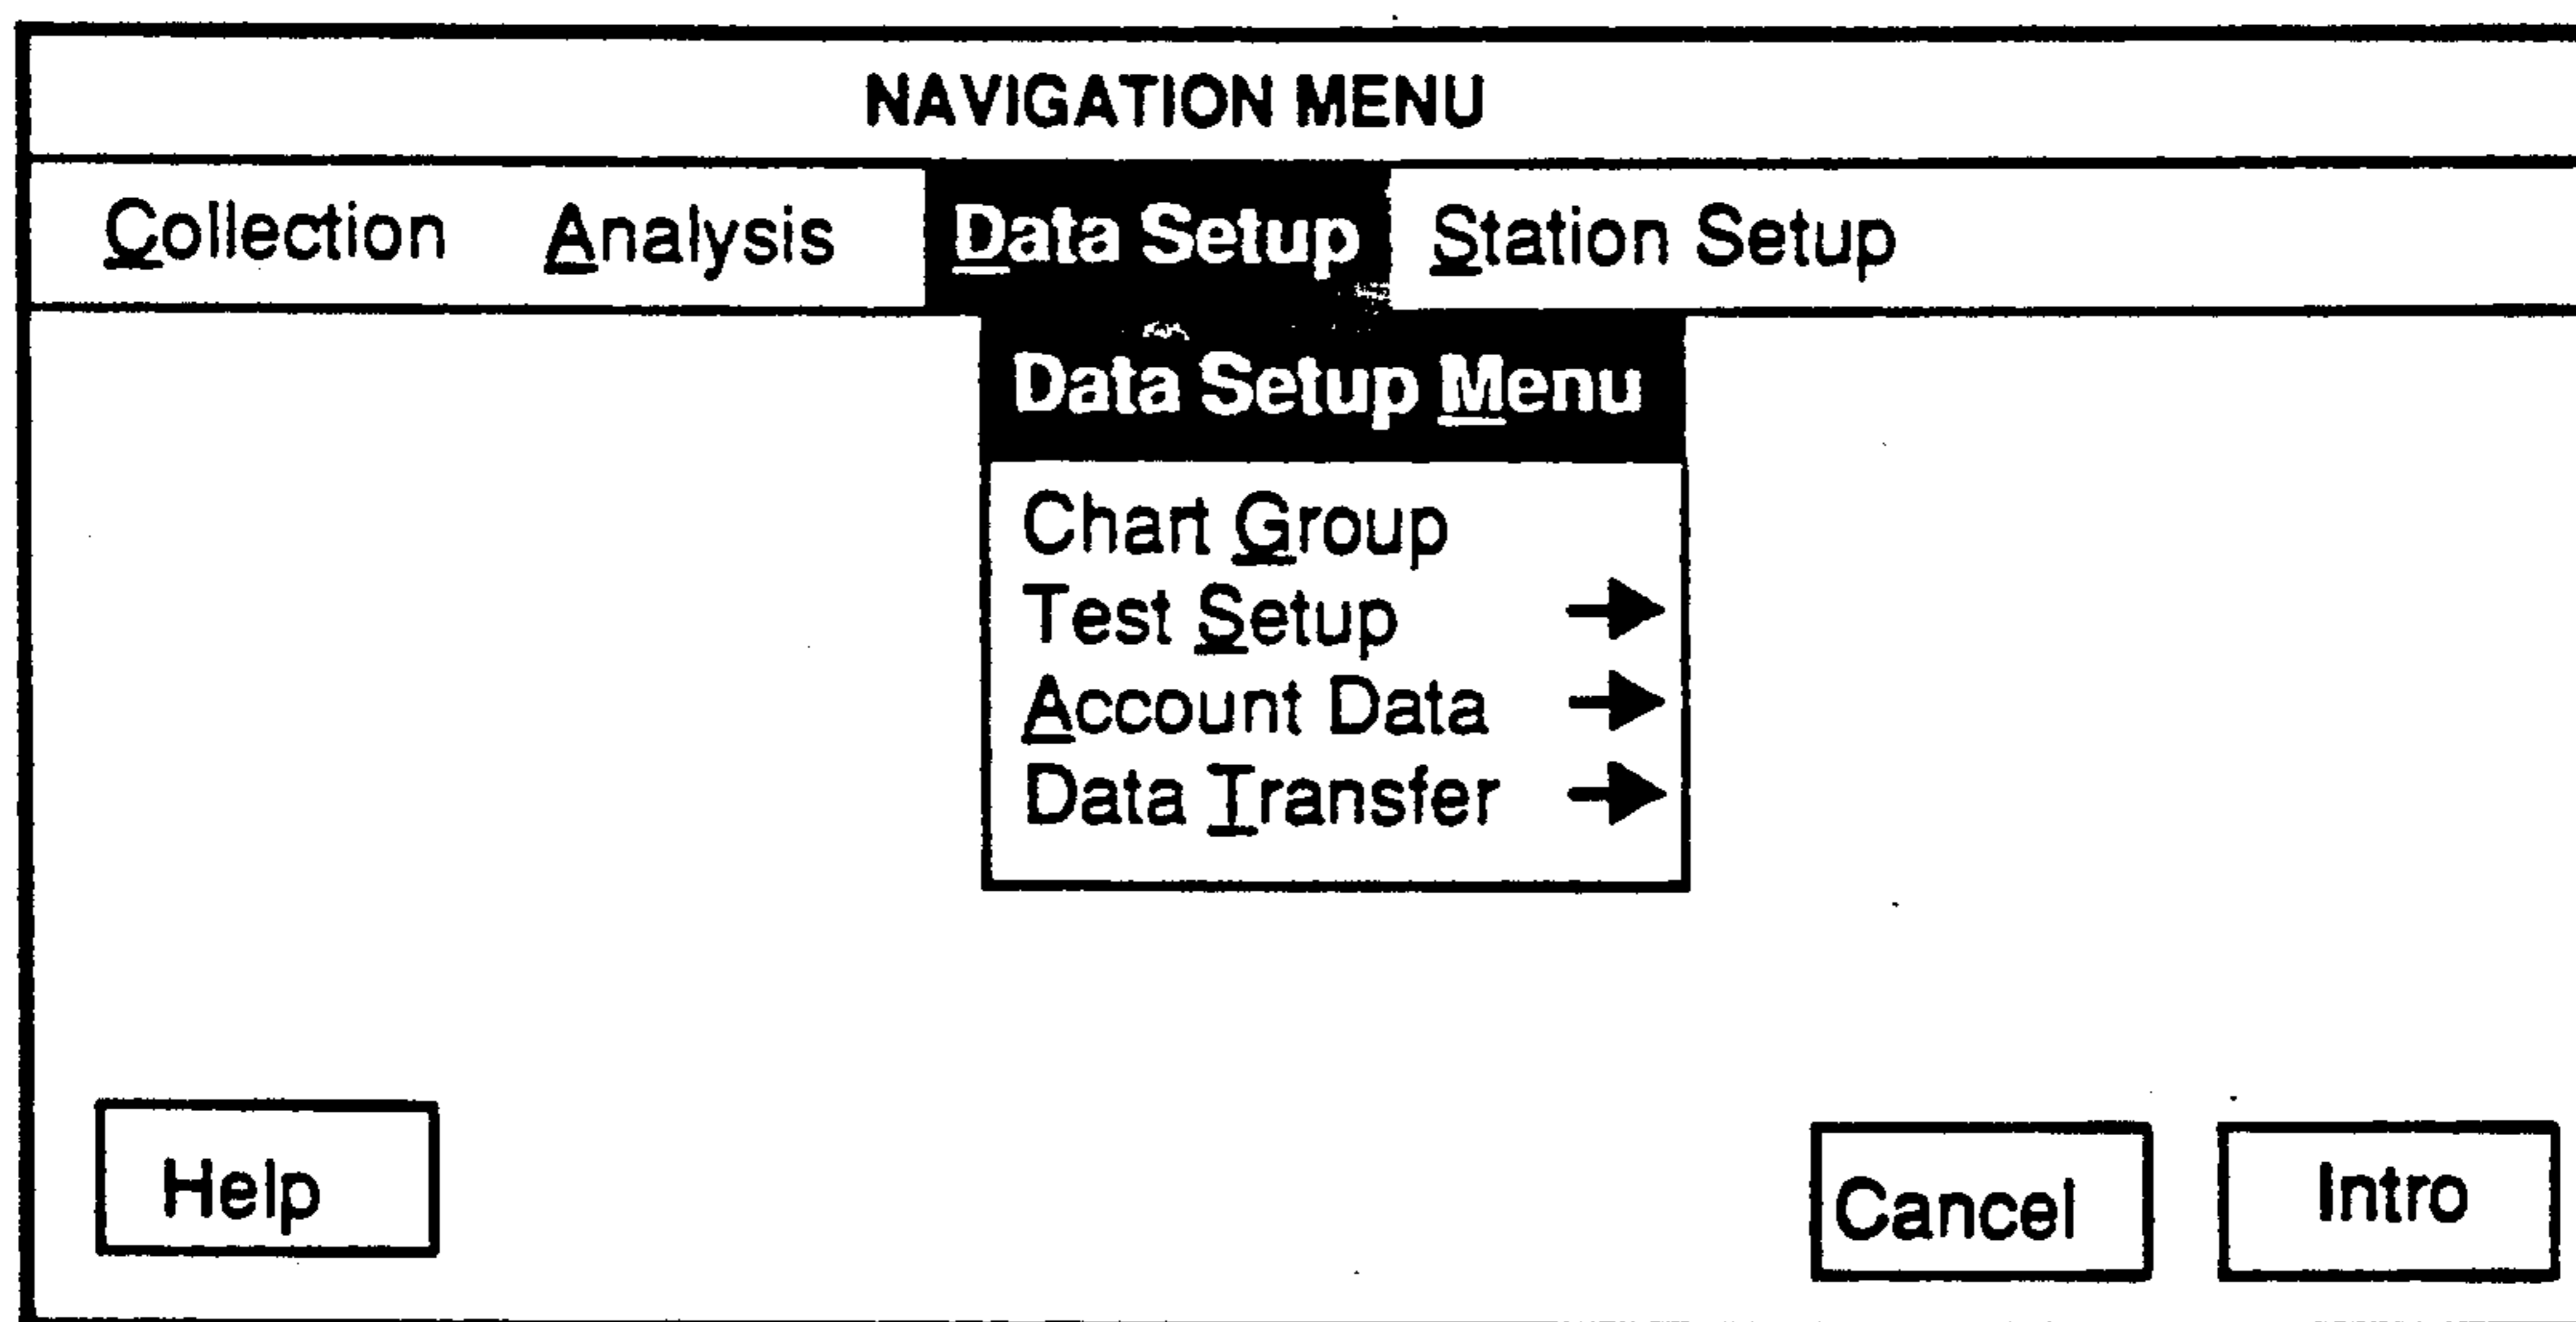 NAVIGATION MENU
Collection Analysis Data Setup Station Setup
Data Setup Menu
Chart Group
Test Setup
Account Data
Data Transfer
Help Cancel Intro